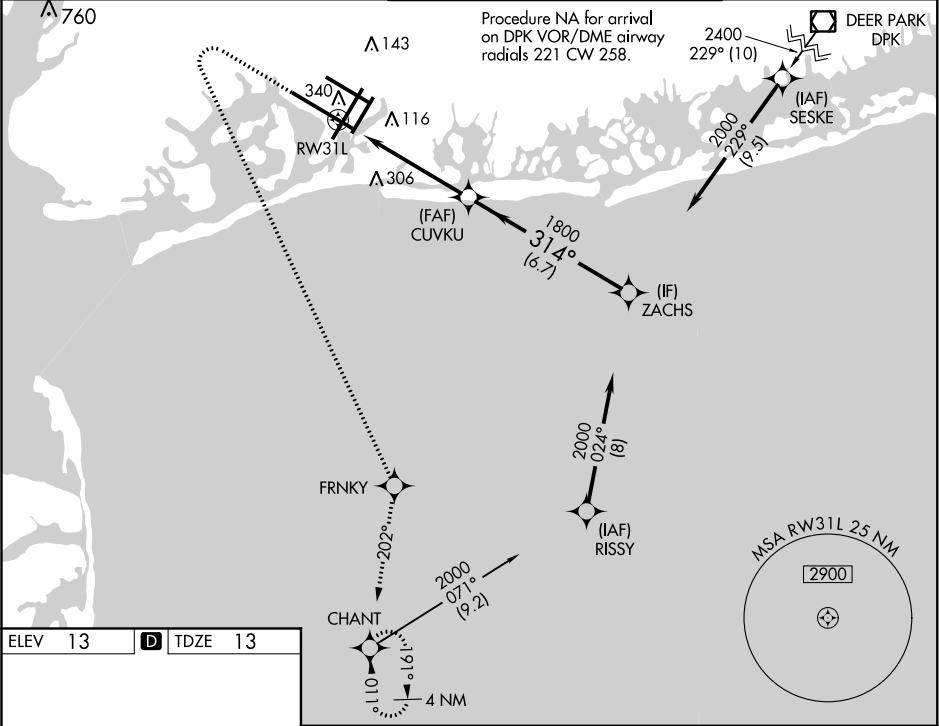 760
143
Procedure NA for arrival
on DPK VOR/DME airway
radials 221 CW 258.
2400
229° (10)
DEER PARK
DPK
(IAF)
SESKE
2000
229°
(9.5)
340
116
RW31L
306
(FAF)
CUVKU
1800
314°
(6.7)
(IF)
ZACHS
2000
024°
(8)
FRNKY
(IAF)
RISSY
202°
2000
071°
(9.2)
CHANT
191°
011°
4 NM
MSA RW31L 25 NM
2900
ELEV 13 D TDZE 13